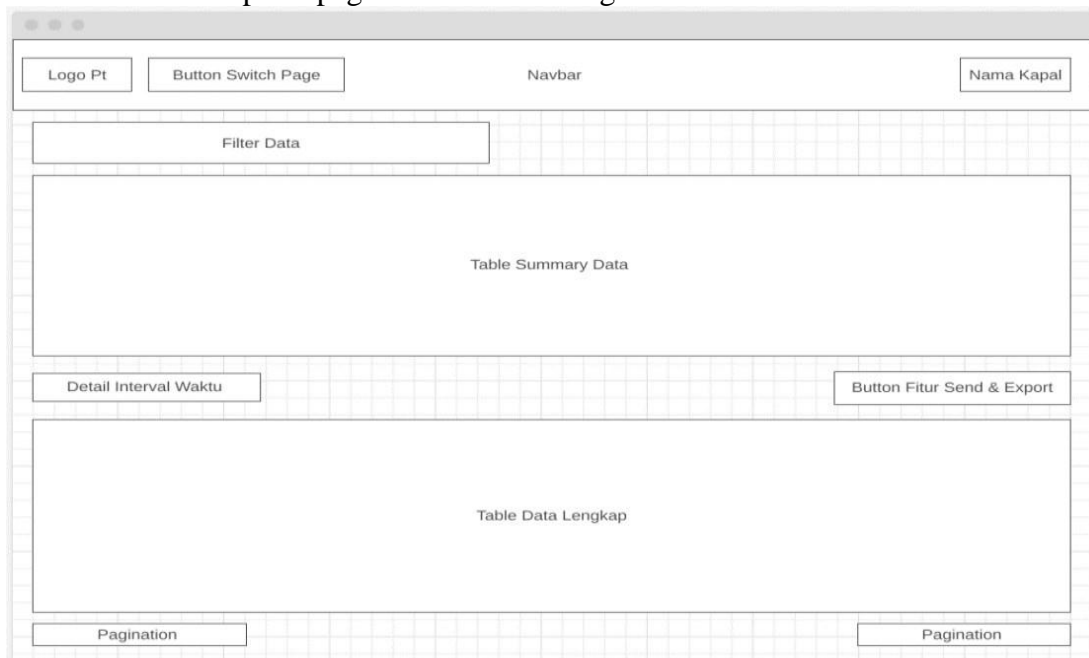 Logo Pt
Button Switch Page
Navbar
Nama Kapal
Filter Data
Table Summary Data
Detail Interval Waktu
Button Fitur Send & Export
Table Data Lengkap
Pagination
Pagination